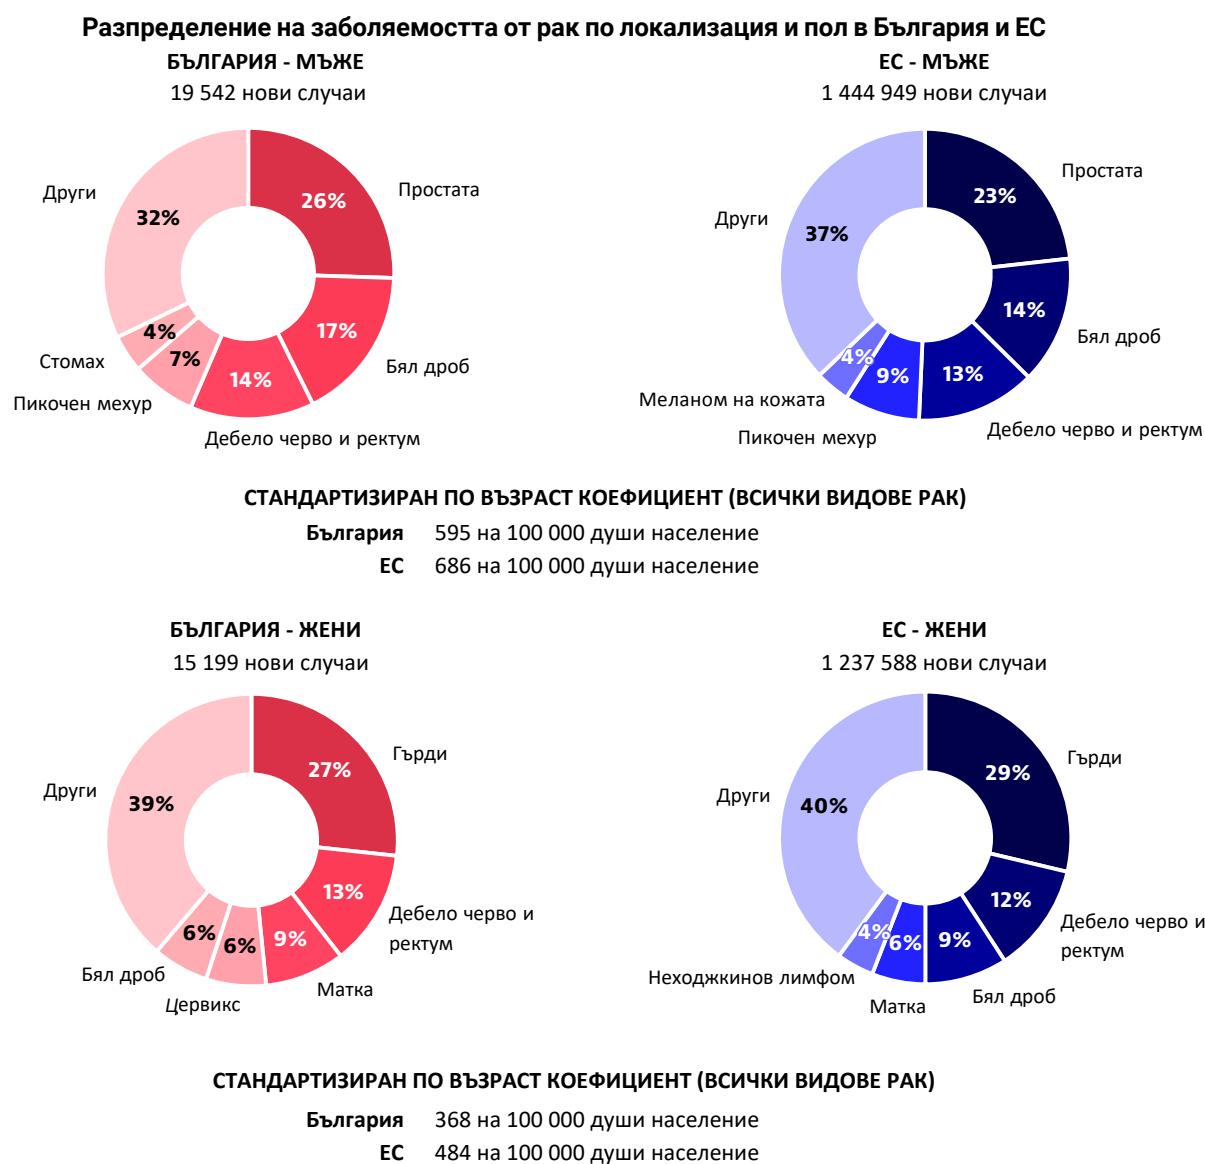 Разпределение на заболяемостта от рак по локализация и пол в България и ЕС
БЪЛГАРИЯ - МЪЖЕ
19 542 нови случаи
Простата
26%
Бял дроб
17%
Дебело черво и ректум
14%
Пикочен мехур
7%
Стомах
4%
Други
32%
ЕС - МЪЖЕ
1 444 949 нови случаи
Простата
23%
Бял дроб
14%
Дебело черво и ректум
13%
Пикочен мехур
9%
Меланом на кожата
4%
Други
37%
СТАНДАРТИЗИРАН ПО ВЪЗРАСТ КОЕФИЦИЕНТ (ВСИЧКИ ВИДОВЕ РАК)
България 595 на 100 000 души население
ЕС 686 на 100 000 души население
БЪЛГАРИЯ - ЖЕНИ
15 199 нови случаи
Гърди
27%
Дебело черво и
ректум
13%
Матка
9%
Цервикс
6%
Бял дроб
6%
Други
39%
ЕС - ЖЕНИ
1 237 588 нови случаи
Гърди
29%
Дебело черво и
ректум
12%
Бял дроб
9%
Матка
6%
Неходжкинов лимфом
4%
Други
40%
СТАНДАРТИЗИРАН ПО ВЪЗРАСТ КОЕФИЦИЕНТ (ВСИЧКИ ВИДОВЕ РАК)
България 368 на 100 000 души население
ЕС 484 на 100 000 души население